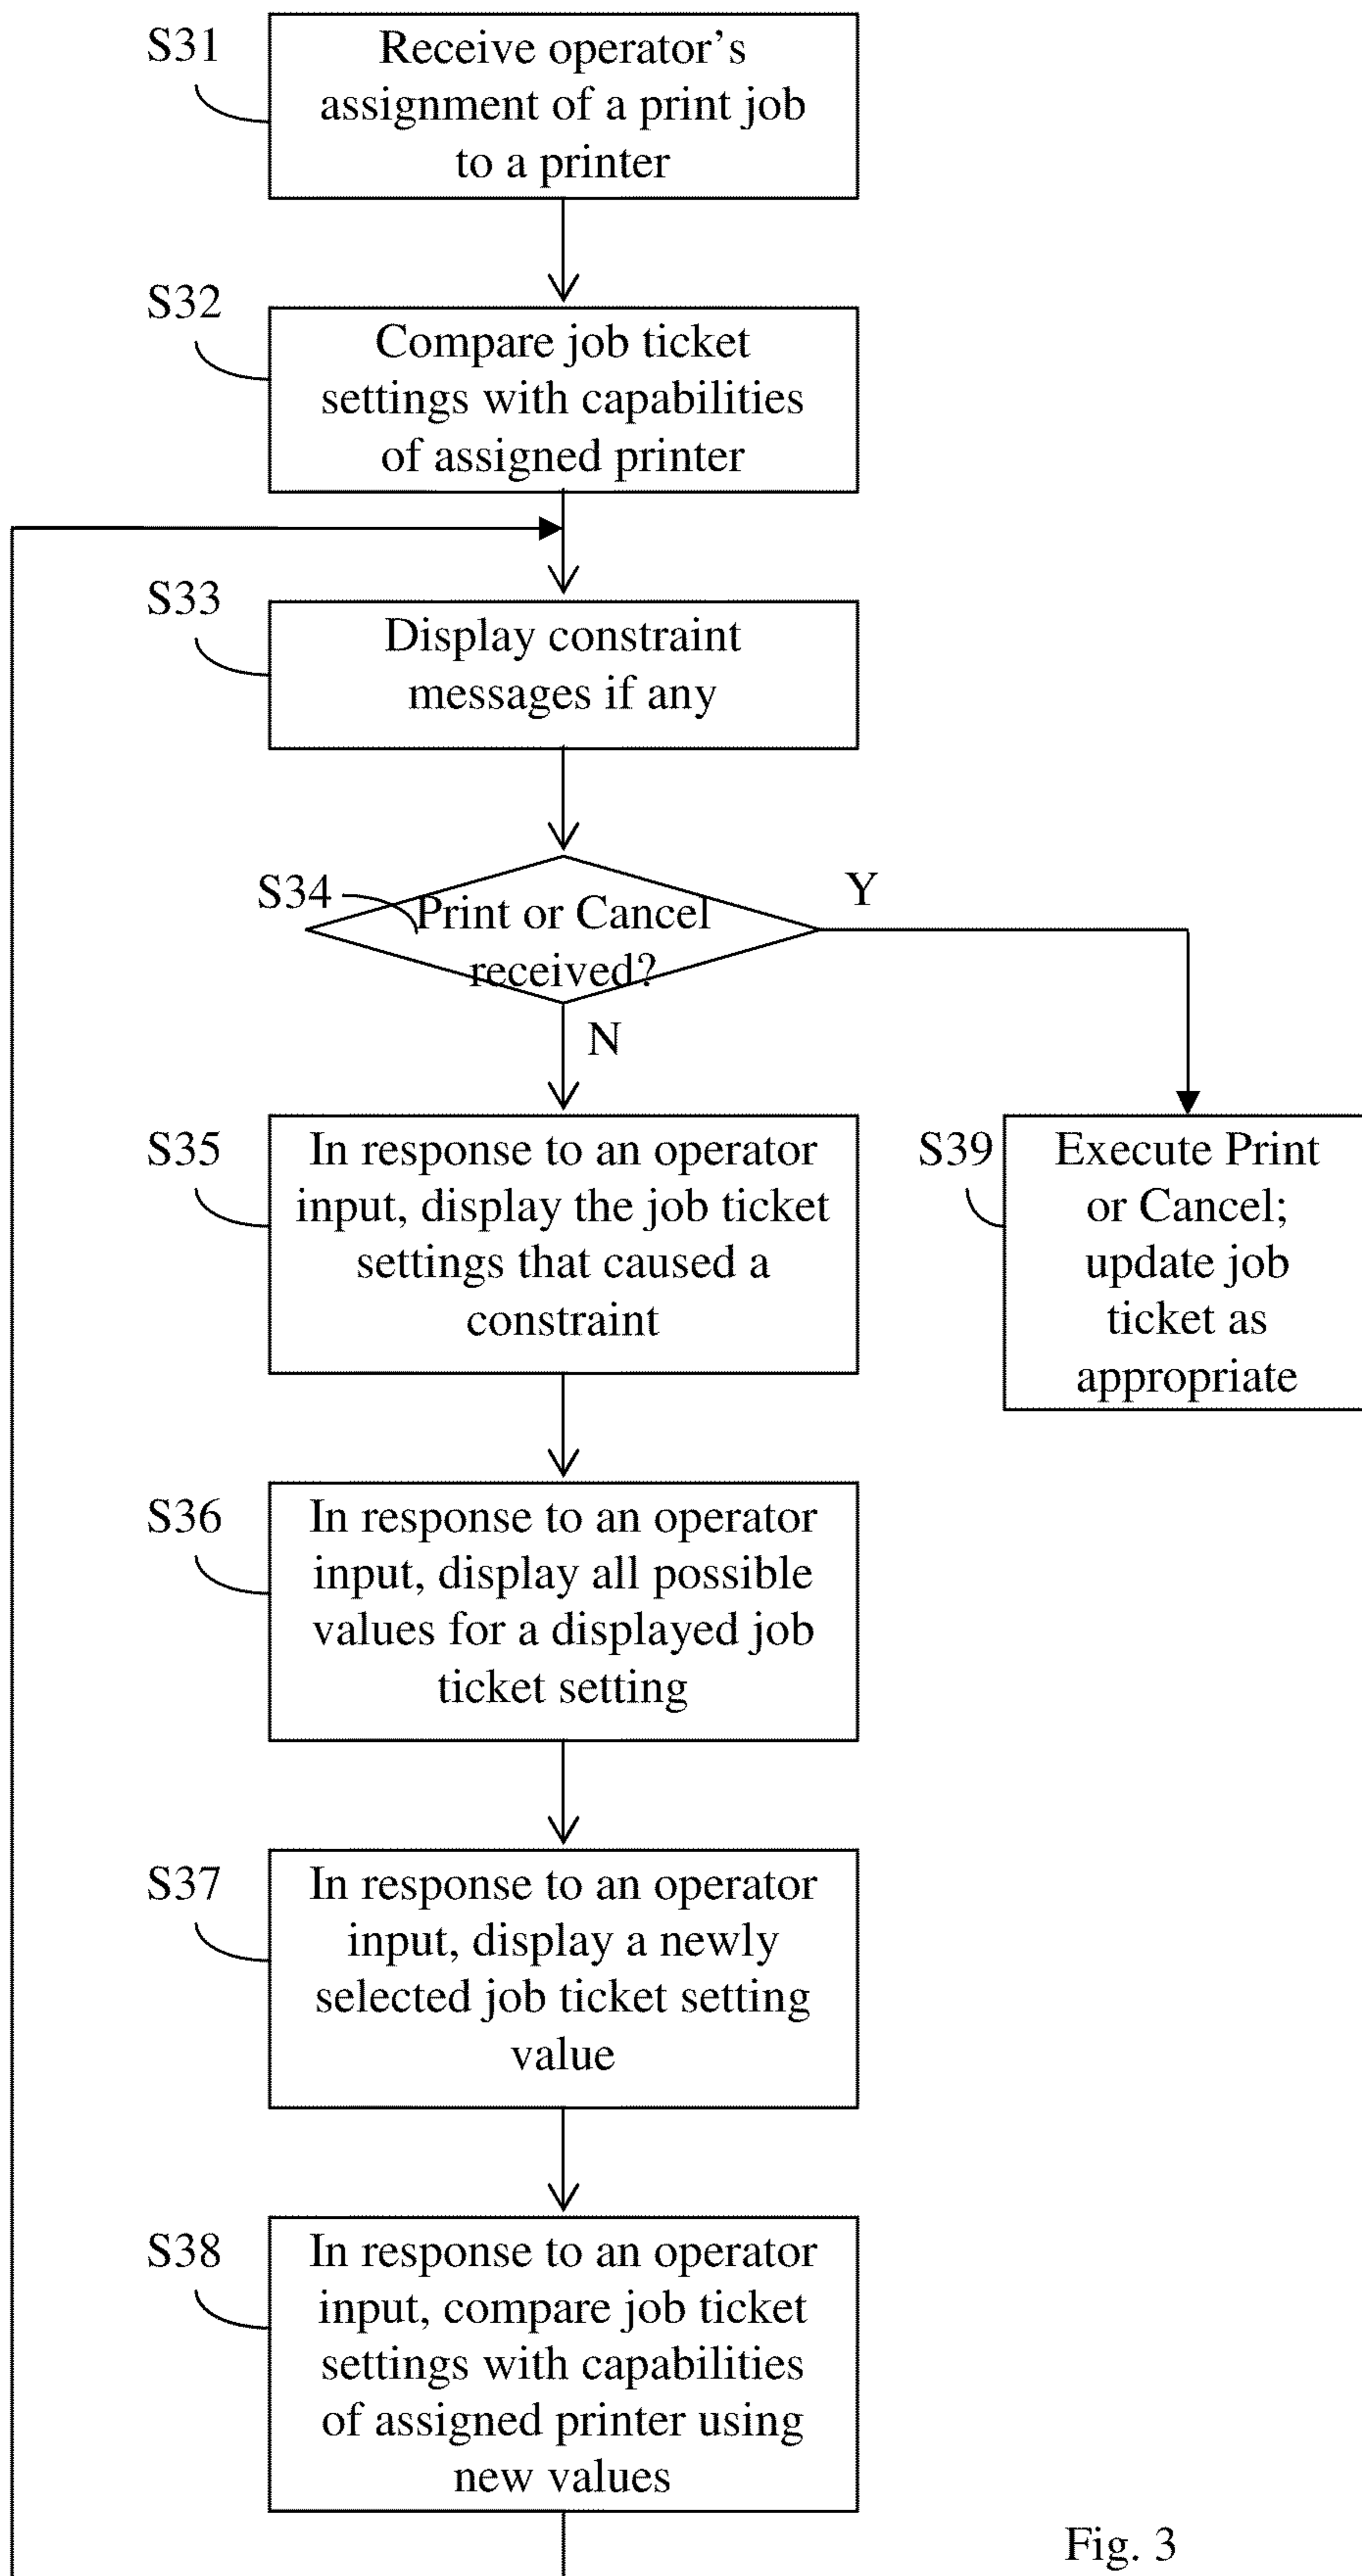 S31
Receive operator's
assignment of a print job
to a printer
S32
Compare job ticket
settings with capabilities
of assigned printer
S33
Display constraint
messages if any
S34
Print or Cancel
received?
Y
N
S35
In response to an operator
input, display the job ticket
settings that caused a
constraint
S39
Execute Print
or Cancel;
update job
ticket as
appropriate
S36
In response to an operator
input, display all possible
values for a displayed job
ticket setting
S37
In response to an operator
input, display a newly
selected job ticket setting
value
S38
In response to an operator
input, compare job ticket
settings with capabilities
of assigned printer using
new values
Fig. 3